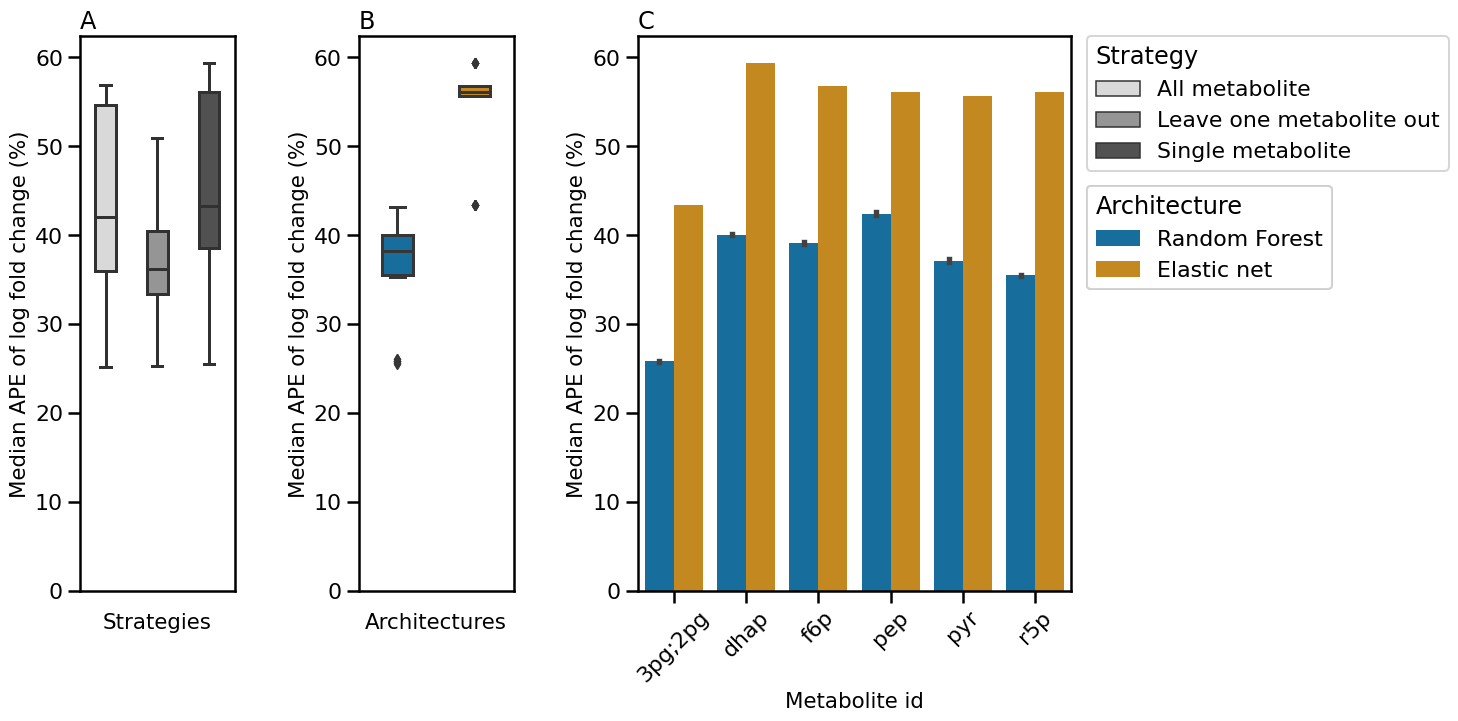 A
Median APE of log fold change (%)
60
50
40
30
20
10
0
Strategies
B
Median APE of log fold change (%)
60
50
40
30
20
10
0
Architectures
C
Median APE of log fold change (%)
60
50
40
30
20
10
0
3pg;2pg
dhap
f6p
pep
pyr
r5p
Metabolite id
Strategy
All metabolite
Leave one metabolite out
Single metabolite
Architecture
Random Forest
Elastic net